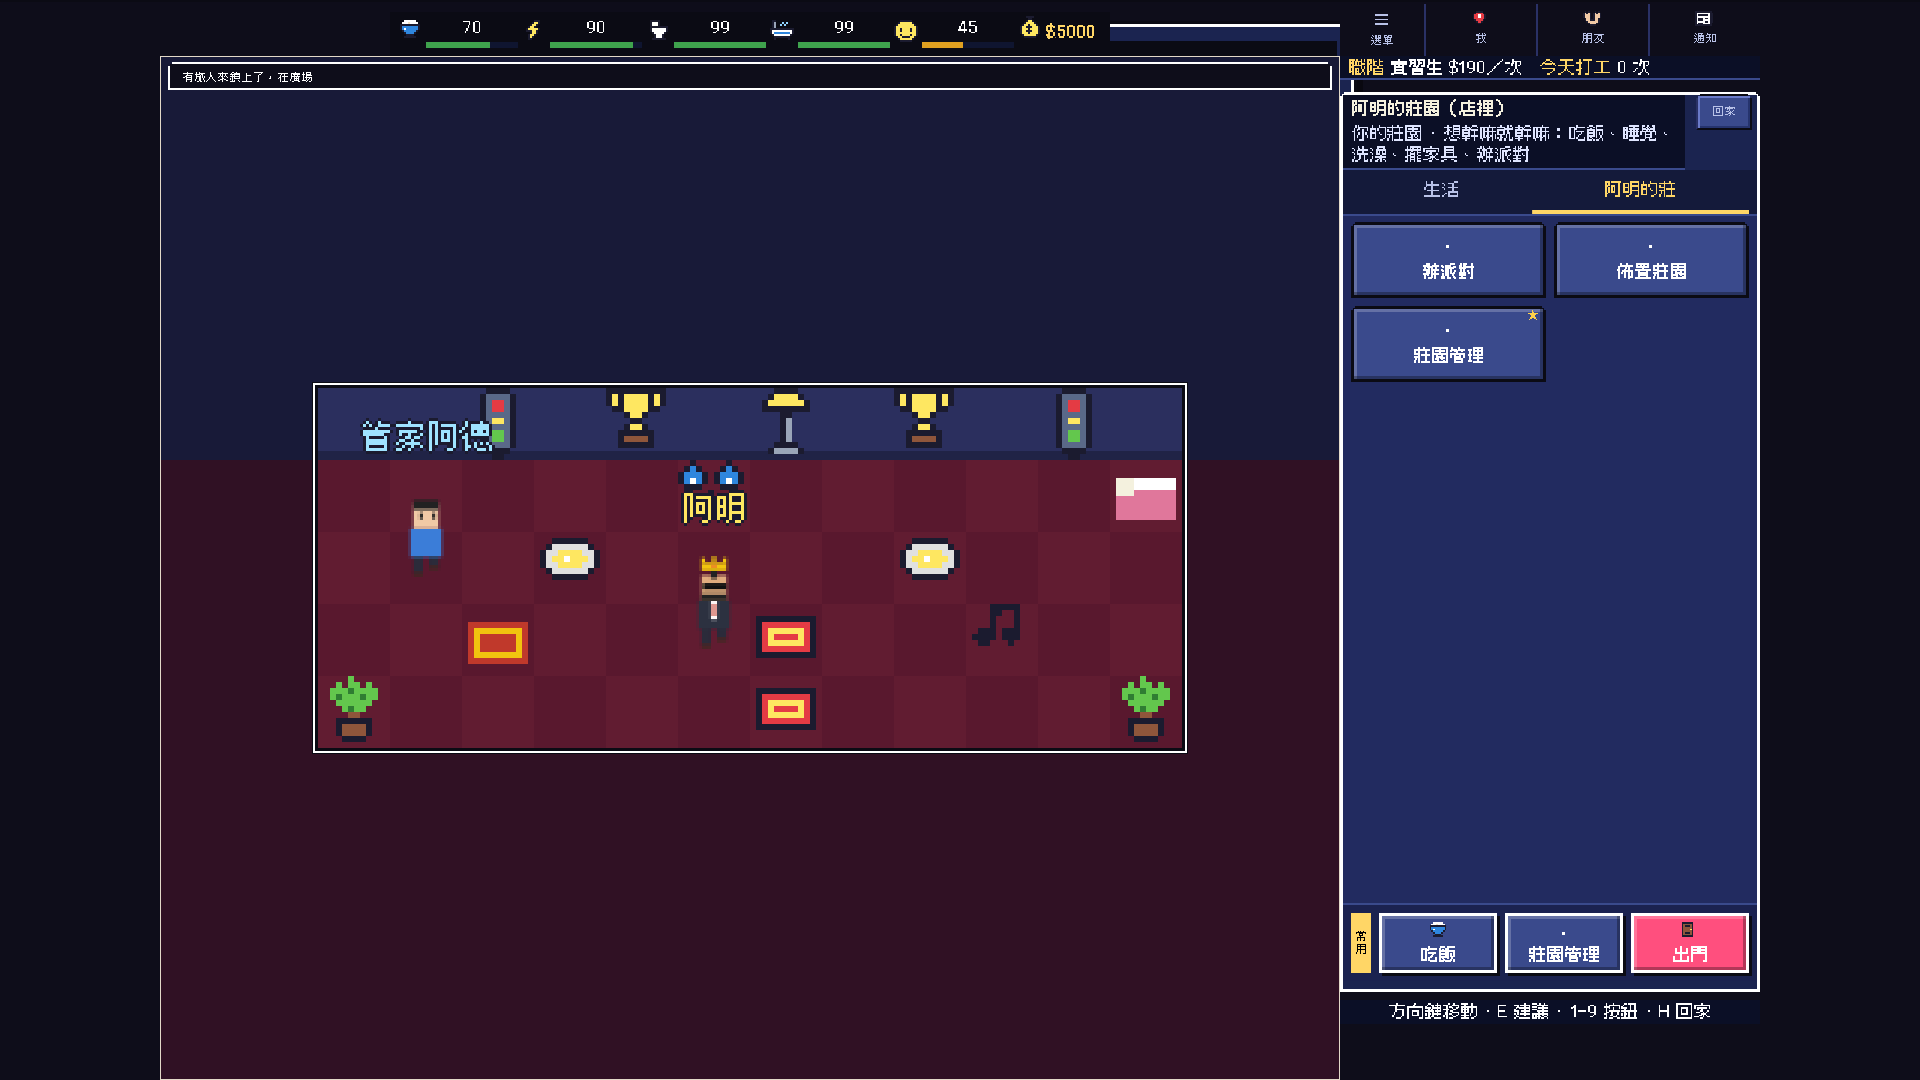 70
90
99
99
45
$5000
選單
我
朋友
通知
有旅人來鎮上了，在廣場
職階 實習生 $190／次 今天打工 0 次
阿明的莊園（店裡）
回家
你的莊園．想幹嘛就幹嘛：吃飯、睡覺、
洗澡、擺家具、辦派對
生活
阿明的莊
辦派對
佈置莊園
莊園管理
管家阿德
阿明
常用
吃飯
莊園管理
出門
方向鍵移動．E 建議．1-9 按鈕．H 回家